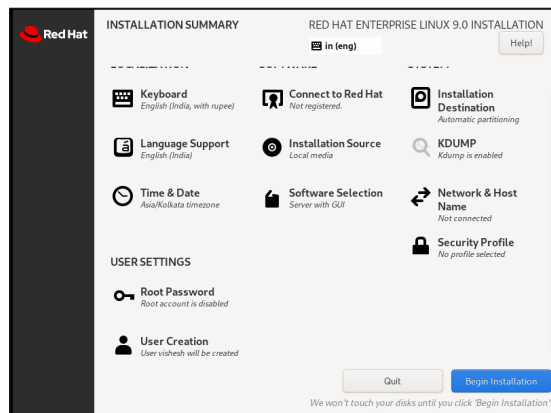 Red Hat
INSTALLATION SUMMARY
RED HAT ENTERPRISE LINUX 9.0 INSTALLATION
in (eng)
Help!
LOCALIZATION
SOFTWARE
SYSTEM
Keyboard
English (India, with rupee)
Connect to Red Hat
Not registered.
Installation
Destination
Automatic partitioning
Language Support
English (India)
Installation Source
Local media
KDUMP
Kdump is enabled
Time & Date
Asia/Kolkata timezone
Software Selection
Server with GUI
Network & Host
Name
Not connected
Security Profile
No profile selected
USER SETTINGS
Root Password
Root account is disabled
User Creation
User vishesh will be created
Quit
Begin Installation
We won't touch your disks until you click 'Begin Installation'.